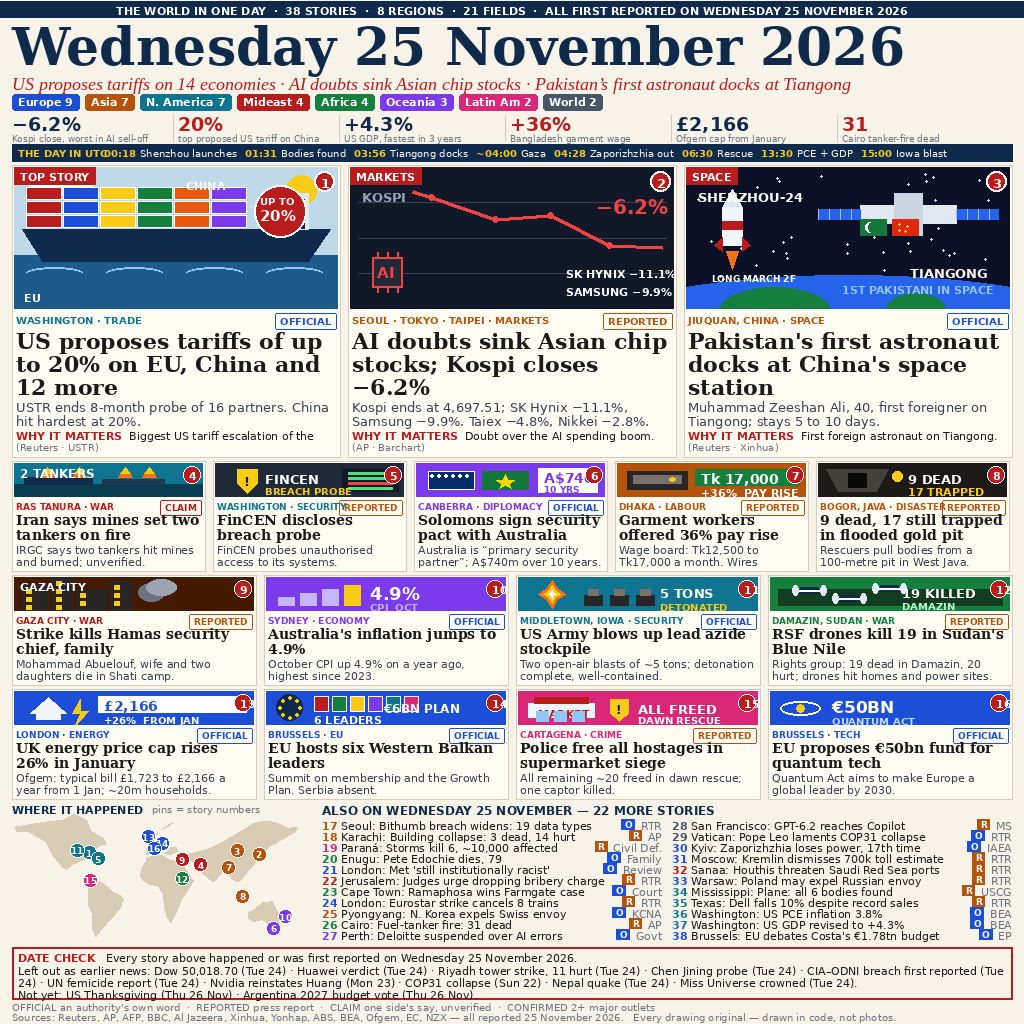 THE WORLD IN ONE DAY · 38 STORIES · 8 REGIONS · 21 FIELDS · ALL FIRST REPORTED ON WEDNESDAY 25 NOVEMBER 2026
Wednesday 25 November 2026
US proposes tariffs on 14 economies · AI doubts sink Asian chip stocks · Pakistan’s first astronaut docks at Tiangong
Europe 9 Asia 7 N. America 7 Mideast 4 Africa 4 Oceania 3 Latin Am 2 World 2
−6.2% 20% +4.3% +36% £2,166 31
Kospi close, worst in AI sell-off top proposed US tariff on China US GDP, fastest in 3 years Bangladesh garment wage Ofgem cap from January Cairo tanker-fire dead
THE DAY IN UTC 00:18 Shenzhou launches 01:31 Bodies found 03:56 Tiangong docks ~04:00 Gaza 04:28 Zaporizhzhia out 06:30 Rescue 13:30 PCE + GDP 15:00 Iowa blast
TOP STORY
CHINA
1
UP TO
20%
EU
WASHINGTON · TRADE
OFFICIAL
US proposes tariffs of up
to 20% on EU, China and
12 more
USTR ends 8-month probe of 16 partners. China
hit hardest at 20%.
WHY IT MATTERS Biggest US tariff escalation of the
(Reuters · USTR)
MARKETS
2
KOSPI
−6.2%
AI
SK HYNIX −11.1%
SAMSUNG −9.9%
SEOUL · TOKYO · TAIPEI · MARKETS
REPORTED
AI doubts sink Asian chip
stocks; Kospi closes
−6.2%
Kospi ends at 4,697.51; SK Hynix −11.1%,
Samsung −9.9%. Taiex −4.8%, Nikkei −2.8%.
WHY IT MATTERS Doubt over the AI spending boom.
(AP · Barchart)
SPACE
3
SHENZHOU-24
LONG MARCH 2F
TIANGONG
1ST PAKISTANI IN SPACE
JIUQUAN, CHINA · SPACE
OFFICIAL
Pakistan's first astronaut
docks at China's space
station
Muhammad Zeeshan Ali, 40, first foreigner on
Tiangong; stays 5 to 10 days.
WHY IT MATTERS First foreign astronaut on Tiangong.
(Reuters · Xinhua)
2 TANKERS
4
RAS TANURA · WAR
CLAIM
Iran says mines set two
tankers on fire
IRGC says two tankers hit mines
and burned; unverified.
FINCEN
BREACH PROBE
5
WASHINGTON · SECURITY
REPORTED
FinCEN discloses
breach probe
FinCEN probes unauthorised
access to its systems.
A$74
10 YRS
6
CANBERRA · DIPLOMACY
OFFICIAL
Solomons sign security
pact with Australia
Australia is “primary security
partner”; A$740m over 10 years.
Tk 17,000
+36% PAY RISE
7
DHAKA · LABOUR
REPORTED
Garment workers
offered 36% pay rise
Wage board: Tk12,500 to
Tk17,000 a month. Wires
9 DEAD
17 TRAPPED
8
BOGOR, JAVA · DISASTER
REPORTED
9 dead, 17 still trapped
in flooded gold pit
Rescuers pull bodies from a
100-metre pit in West Java.
GAZA CITY
9
GAZA CITY · WAR
REPORTED
Strike kills Hamas security
chief, family
Mohammad Abuelouf, wife and two
daughters die in Shati camp.
4.9%
CPI OCT
10
SYDNEY · ECONOMY
OFFICIAL
Australia's inflation jumps to
4.9%
October CPI up 4.9% on a year ago,
highest since 2023.
5 TONS
DETONATED
11
MIDDLETOWN, IOWA · SECURITY
OFFICIAL
US Army blows up lead azide
stockpile
Two open-air blasts of ~5 tons; detonation
complete, well-contained.
19 KILLED
DAMAZIN
12
DAMAZIN, SUDAN · WAR
REPORTED
RSF drones kill 19 in Sudan's
Blue Nile
Rights group: 19 dead in Damazin, 20
hurt; drones hit homes and power sites.
£2,166
+26% FROM JAN
13
LONDON · ENERGY
OFFICIAL
UK energy price cap rises
26% in January
Ofgem: typical bill £1,723 to £2,166 a
year from 1 Jan; ~20m households.
€6BN PLAN
6 LEADERS
14
BRUSSELS · EU
OFFICIAL
EU hosts six Western Balkan
leaders
Summit on membership and the Growth
Plan. Serbia absent.
MARKET
ALL FREED
DAWN RESCUE
15
CARTAGENA · CRIME
REPORTED
Police free all hostages in
supermarket siege
All remaining ~20 freed in dawn rescue;
one captor killed.
€50BN
QUANTUM ACT
16
BRUSSELS · TECH
OFFICIAL
EU proposes €50bn fund for
quantum tech
Quantum Act aims to make Europe a
global leader by 2030.
WHERE IT HAPPENED pins = story numbers
11 1 5 15 13 14 16 9 4 12 3 2 7 8 10 6
ALSO ON WEDNESDAY 25 NOVEMBER — 22 MORE STORIES
17 Seoul: Bithumb breach widens: 19 data types O RTR
18 Karachi: Building collapse: 3 dead, 14 hurt R AP
19 Paraná: Storms kill 6, ~10,000 affected R Civil Def.
20 Enugu: Pete Edochie dies, 79 O Family
21 London: Met 'still institutionally racist' O Review
22 Jerusalem: Judges urge dropping bribery charge R RTR
23 Cape Town: Ramaphosa wins Farmgate case O Court
24 London: Eurostar strike cancels 8 trains R RTR
25 Pyongyang: N. Korea expels Swiss envoy O KCNA
26 Cairo: Fuel-tanker fire: 31 dead R AP
27 Perth: Deloitte suspended over AI errors O Govt
28 San Francisco: GPT-6.2 reaches Copilot R MS
29 Vatican: Pope Leo laments COP31 collapse O RTR
30 Kyiv: Zaporizhzhia loses power, 17th time O IAEA
31 Moscow: Kremlin dismisses 700k toll estimate R RTR
32 Sanaa: Houthis threaten Saudi Red Sea ports R RTR
33 Warsaw: Poland may expel Russian envoy R RTR
34 Mississippi: Plane: all 6 bodies found R USCG
35 Texas: Dell falls 10% despite record sales R RTR
36 Washington: US PCE inflation 3.8% O BEA
37 Washington: US GDP revised to +4.3% O BEA
38 Brussels: EU debates Costa's €1.78tn budget O EP
DATE CHECK Every story above happened or was first reported on Wednesday 25 November 2026.
Left out as earlier news: Dow 50,018.70 (Tue 24) · Huawei verdict (Tue 24) · Riyadh tower strike, 11 hurt (Tue 24) · Chen Jining probe (Tue 24) · CIA–ODNI breach first reported (Tue
24) · UN femicide report (Tue 24) · Nvidia reinstates Huang (Mon 23) · COP31 collapse (Sun 22) · Nepal quake (Tue 24) · Miss Universe crowned (Tue 24).
Not yet: US Thanksgiving (Thu 26 Nov) · Argentina 2027 budget vote (Thu 26 Nov)
OFFICIAL an authority's own word · REPORTED press report · CLAIM one side's say, unverified · CONFIRMED 2+ major outlets
Sources: Reuters, AP, AFP, BBC, Al Jazeera, Xinhua, Yonhap, ABS, BEA, Ofgem, EC, NZX — all reported 25 November 2026. Every drawing original — drawn in code, not photos.